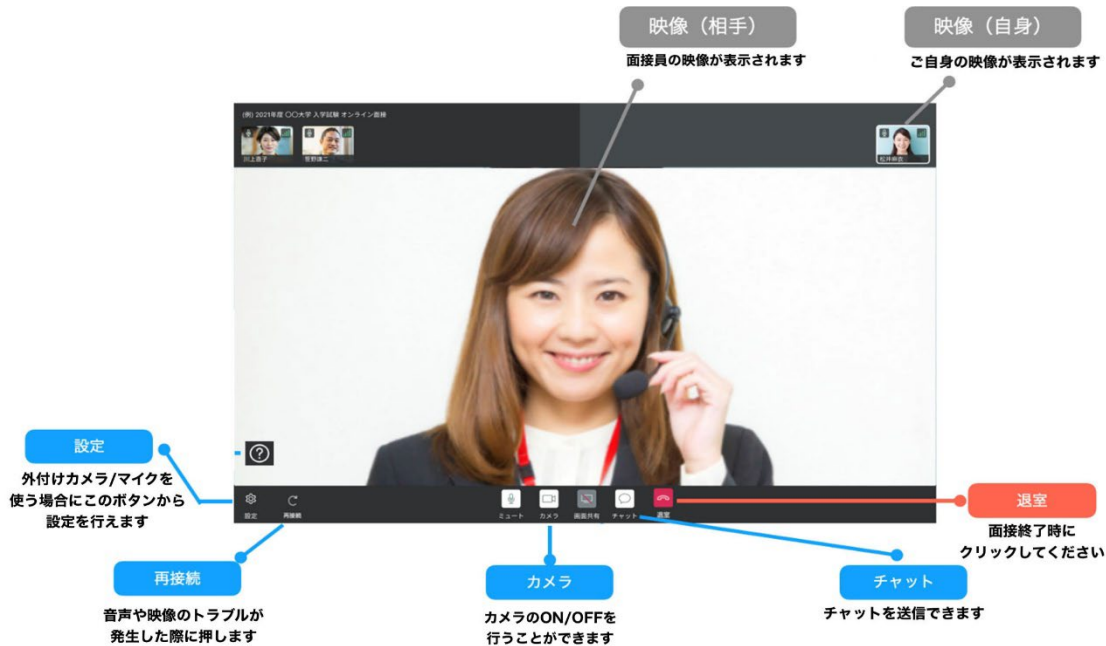 映像（相手）
面接員の映像が表示されます
映像（自身）
ご自身の映像が表示されます
(例) 2021年度 〇〇大学 入学試験 オンライン面接
設定
外付けカメラ/マイクを
使う場合にこのボタンから
設定を行えます
設定
再接続
ミュート
カメラ
画面共有
チャット
退室
退室
面接終了時に
クリックしてください
再接続
音声や映像のトラブルが
発生した際に押します
カメラ
カメラのON/OFFを
行うことができます
チャット
チャットを送信できます